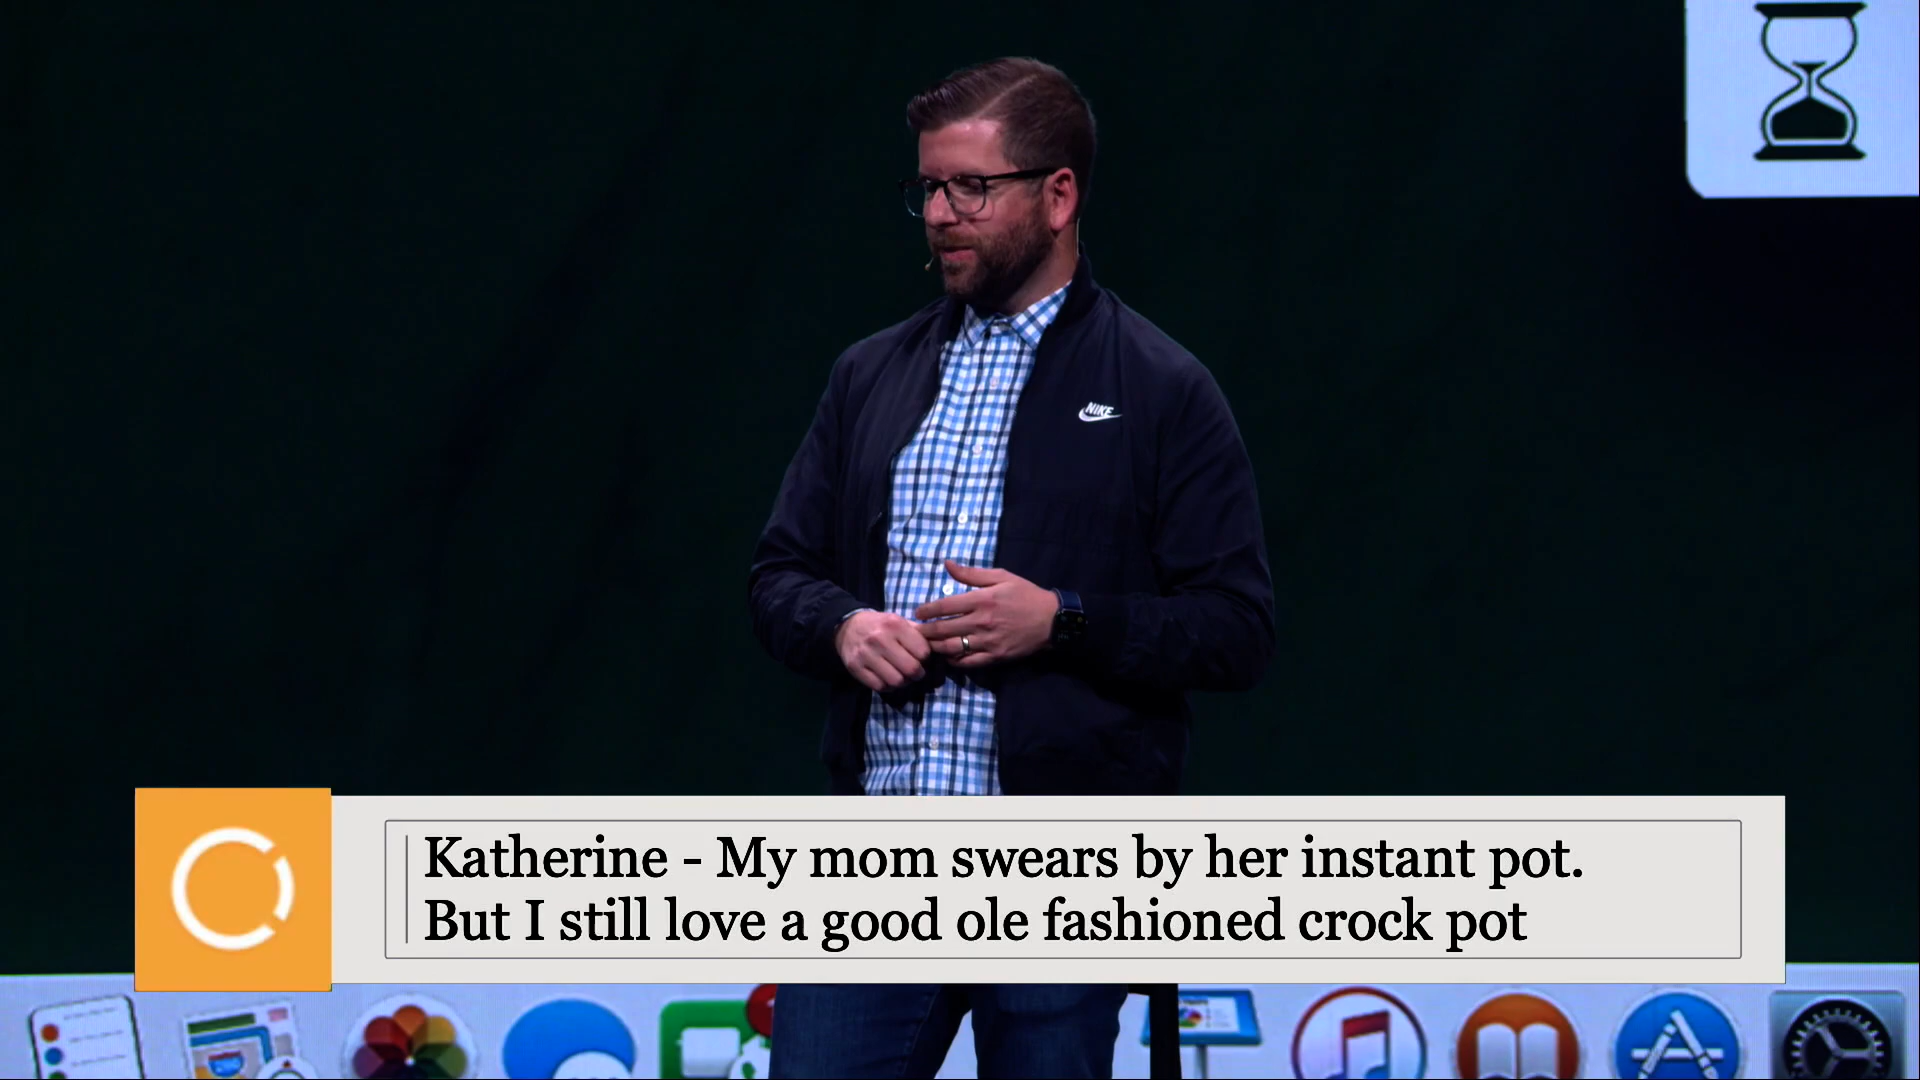 NIKE
Katherine - My mom swears by her instant pot.
But I still love a good ole fashioned crock pot